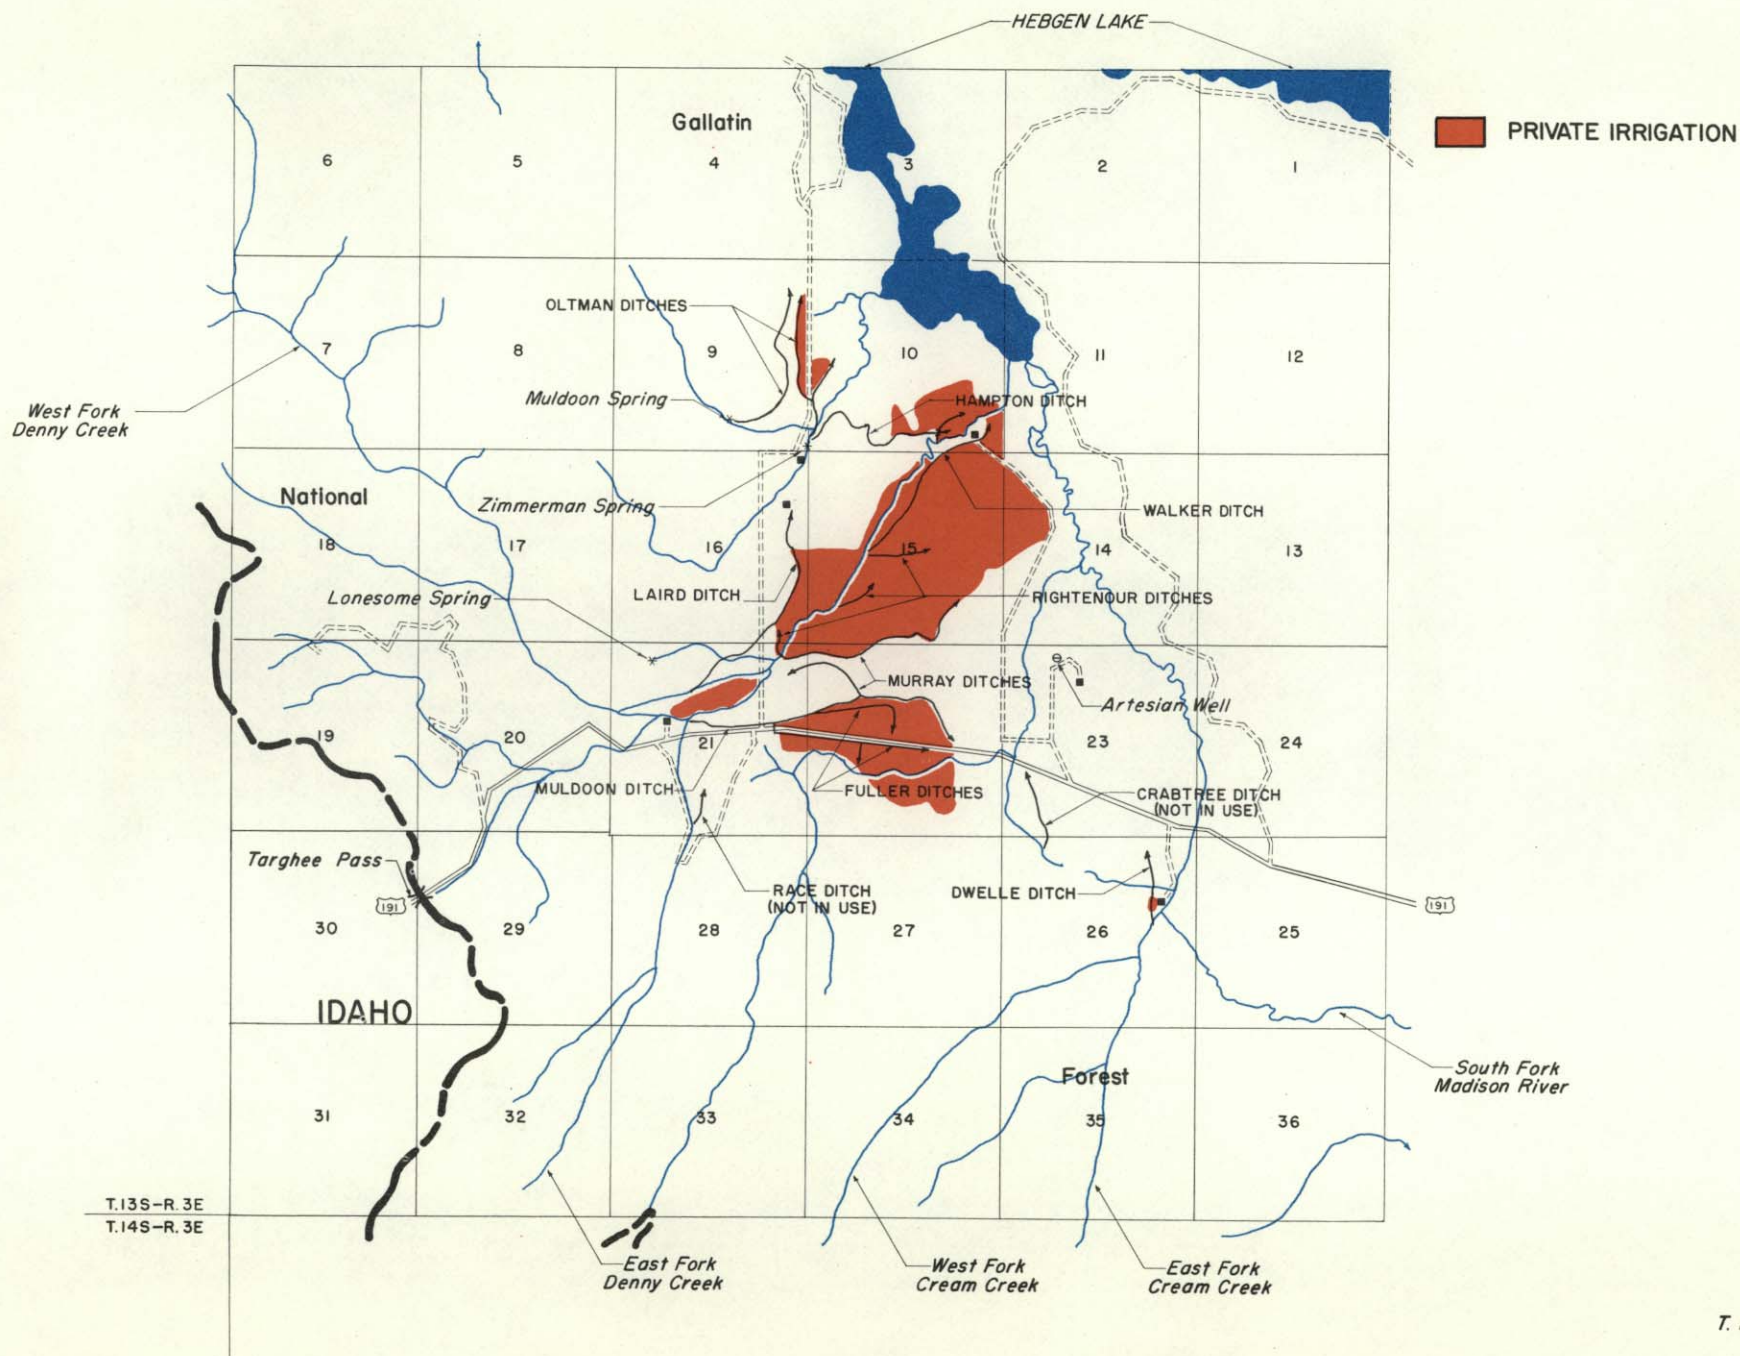 HEBGEN LAKE
Gallatin
PRIVATE IRRIGATION
6
5
4
3
2
1
OLTMAN DITCHES
7
8
9
10
11
12
Muldoon Spring
HAMPTON DITCH
West Fork
Denny Creek
National
Zimmerman Spring
WALKER DITCH
18
17
16
15
14
13
Lonesome Spring
LAIRD DITCH
RIGHTENOUR DITCHES
MURRAY DITCHES
Artesian Well
19
20
21
23
24
MULDOON DITCH
FULLER DITCHES
CRABTREE DITCH
(NOT IN USE)
Targhee Pass
191
RACE DITCH
(NOT IN USE)
DWELLE DITCH
191
30
29
28
27
26
25
IDAHO
Forest
South Fork
Madison River
31
32
33
34
35
36
T.13S-R.3E
T.14S-R.3E
East Fork
Denny Creek
West Fork
Cream Creek
East Fork
Cream Creek
T.